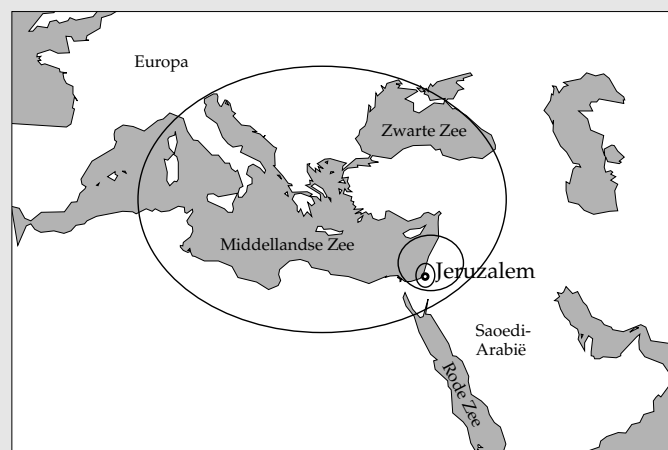 Europa
Zwarte Zee
Middellandse Zee
Jeruzalem
Saoedi-
Arabië
Rode Zee